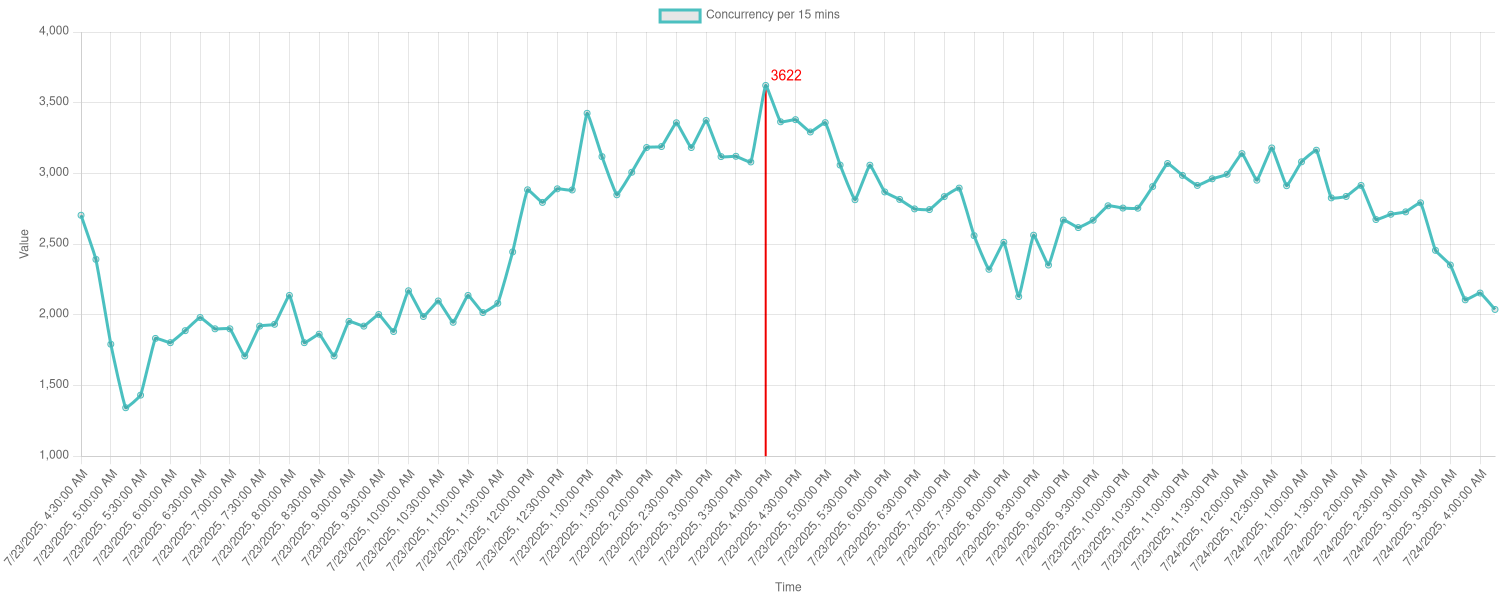 Concurrency per 15 mins
4,000
3,500
3,000
2,500
2,000
1,500
1,000
Value
3622
7/23/2025, 4:30:00 AM
7/23/2025, 5:00:00 AM
7/23/2025, 5:30:00 AM
7/23/2025, 6:00:00 AM
7/23/2025, 6:30:00 AM
7/23/2025, 7:00:00 AM
7/23/2025, 7:30:00 AM
7/23/2025, 8:00:00 AM
7/23/2025, 8:30:00 AM
7/23/2025, 9:00:00 AM
7/23/2025, 9:30:00 AM
7/23/2025, 10:00:00 AM
7/23/2025, 10:30:00 AM
7/23/2025, 11:00:00 AM
7/23/2025, 11:30:00 AM
7/23/2025, 12:00:00 PM
7/23/2025, 12:30:00 PM
7/23/2025, 1:00:00 PM
7/23/2025, 1:30:00 PM
7/23/2025, 2:00:00 PM
7/23/2025, 2:30:00 PM
7/23/2025, 3:00:00 PM
7/23/2025, 3:30:00 PM
7/23/2025, 4:00:00 PM
7/23/2025, 4:30:00 PM
7/23/2025, 5:00:00 PM
7/23/2025, 5:30:00 PM
7/23/2025, 6:00:00 PM
7/23/2025, 6:30:00 PM
7/23/2025, 7:00:00 PM
7/23/2025, 7:30:00 PM
7/23/2025, 8:00:00 PM
7/23/2025, 8:30:00 PM
7/23/2025, 9:00:00 PM
7/23/2025, 9:30:00 PM
7/23/2025, 10:00:00 PM
7/23/2025, 10:30:00 PM
7/23/2025, 11:00:00 PM
7/23/2025, 11:30:00 PM
7/24/2025, 12:00:00 AM
7/24/2025, 12:30:00 AM
7/24/2025, 1:00:00 AM
7/24/2025, 1:30:00 AM
7/24/2025, 2:00:00 AM
7/24/2025, 2:30:00 AM
7/24/2025, 3:00:00 AM
7/24/2025, 3:30:00 AM
7/24/2025, 4:00:00 AM
Time